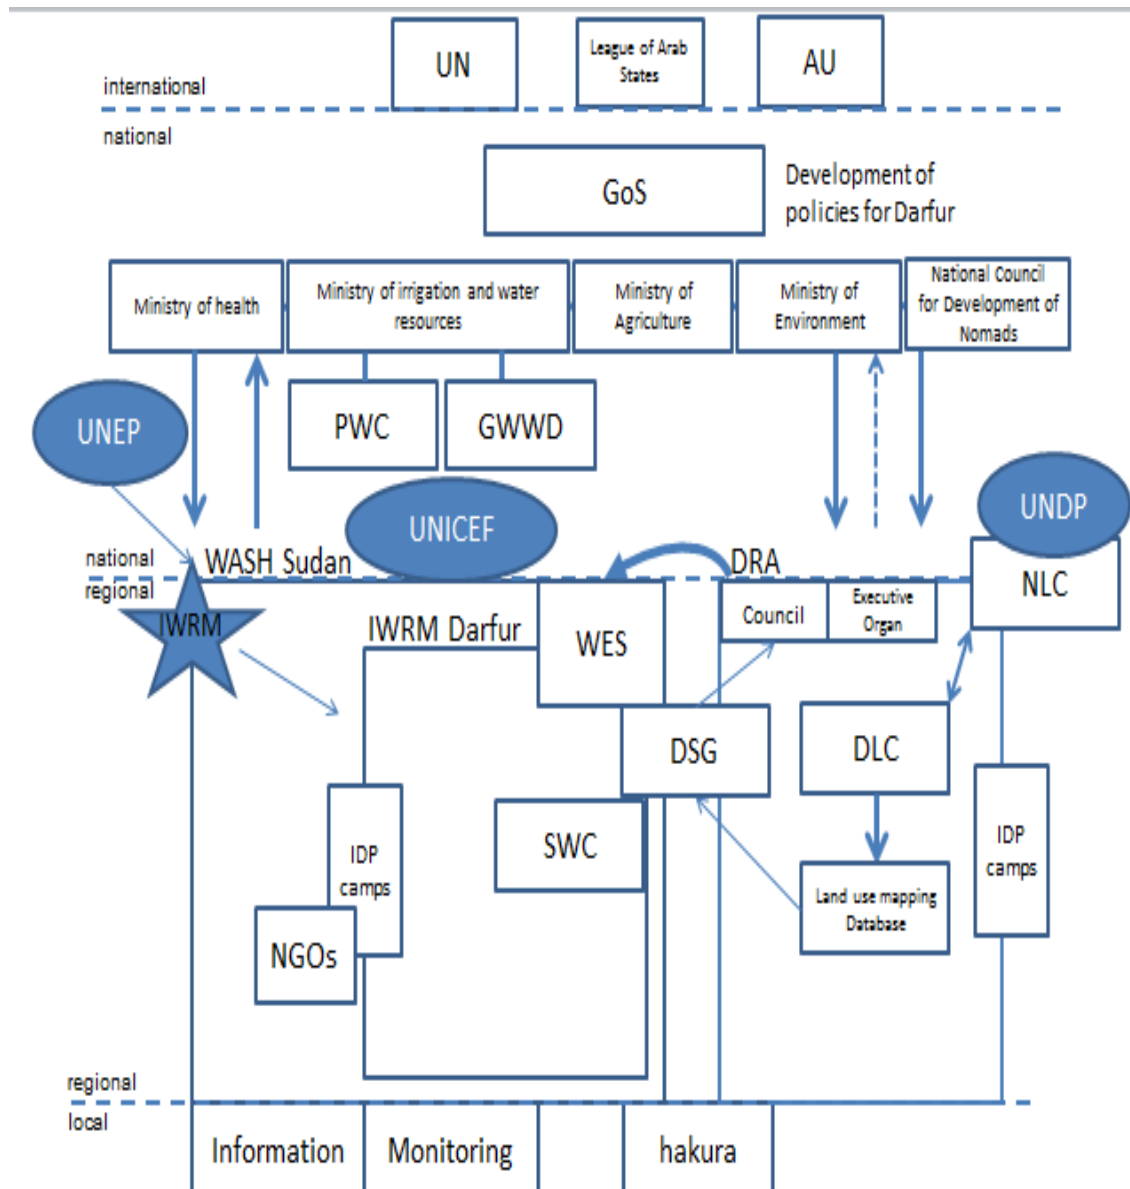 UN
League of Arab
States
AU
international
national
GoS
Development of
policies for Darfur
Ministry of health
Ministry of irrigation and water
resources
Ministry of
Agriculture
Ministry of
Environment
National Council
for Development of
Nomads
PWC
GWWD
UNEP
UNICEF
UNDP
national
regional
WASH Sudan
DRA
IWRM
IWRM Darfur
WES
Council
Executive
Organ
NLC
DSG
DLC
IDP
camps
SWC
Land use mapping
Database
IDP
camps
NGOs
regional
local
Information
Monitoring
hakura